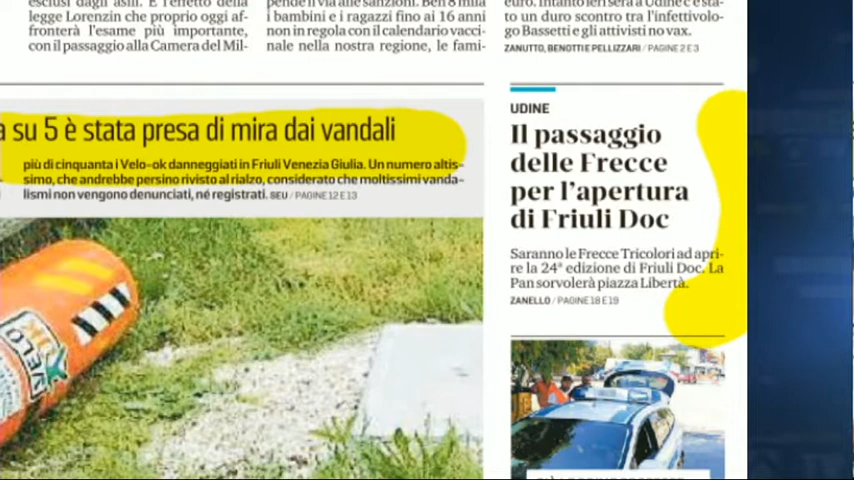 esclusi dagli asili. È l'effetto della
legge Lorenzin che proprio oggi af-
fronterà l'esame più importante,
con il passaggio alla Camera del Mil-
pende il via alle sanzioni. Ben 8 mila
i bambini e i ragazzi fino ai 16 anni
non in regola con il calendario vacci-
nale nella nostra regione, le fami-
euro. Intanto ieri sera a Udine c'è sta-
to un duro scontro tra l'infettivolo-
go Bassetti e gli attivisti no vax.
ZANUTTO, BENOTTI E PELLIZZARI / PAGINE 2 E 3
a su 5 è stata presa di mira dai vandali
più di cinquanta i Velo-ok danneggiati in Friuli Venezia Giulia. Un numero altis-
simo, che andrebbe persino rivisto al rialzo, considerato che moltissimi vanda-
lismi non vengono denunciati, né registrati. SEU / PAGINE 12 E 13
VELO
OK
UDINE
Il passaggio
delle Frecce
per l'apertura
di Friuli Doc
Saranno le Frecce Tricolori ad apri-
re la 24ª edizione di Friuli Doc. La
Pan sorvolerà piazza Libertà.
ZANELLO / PAGINE 18 E 19